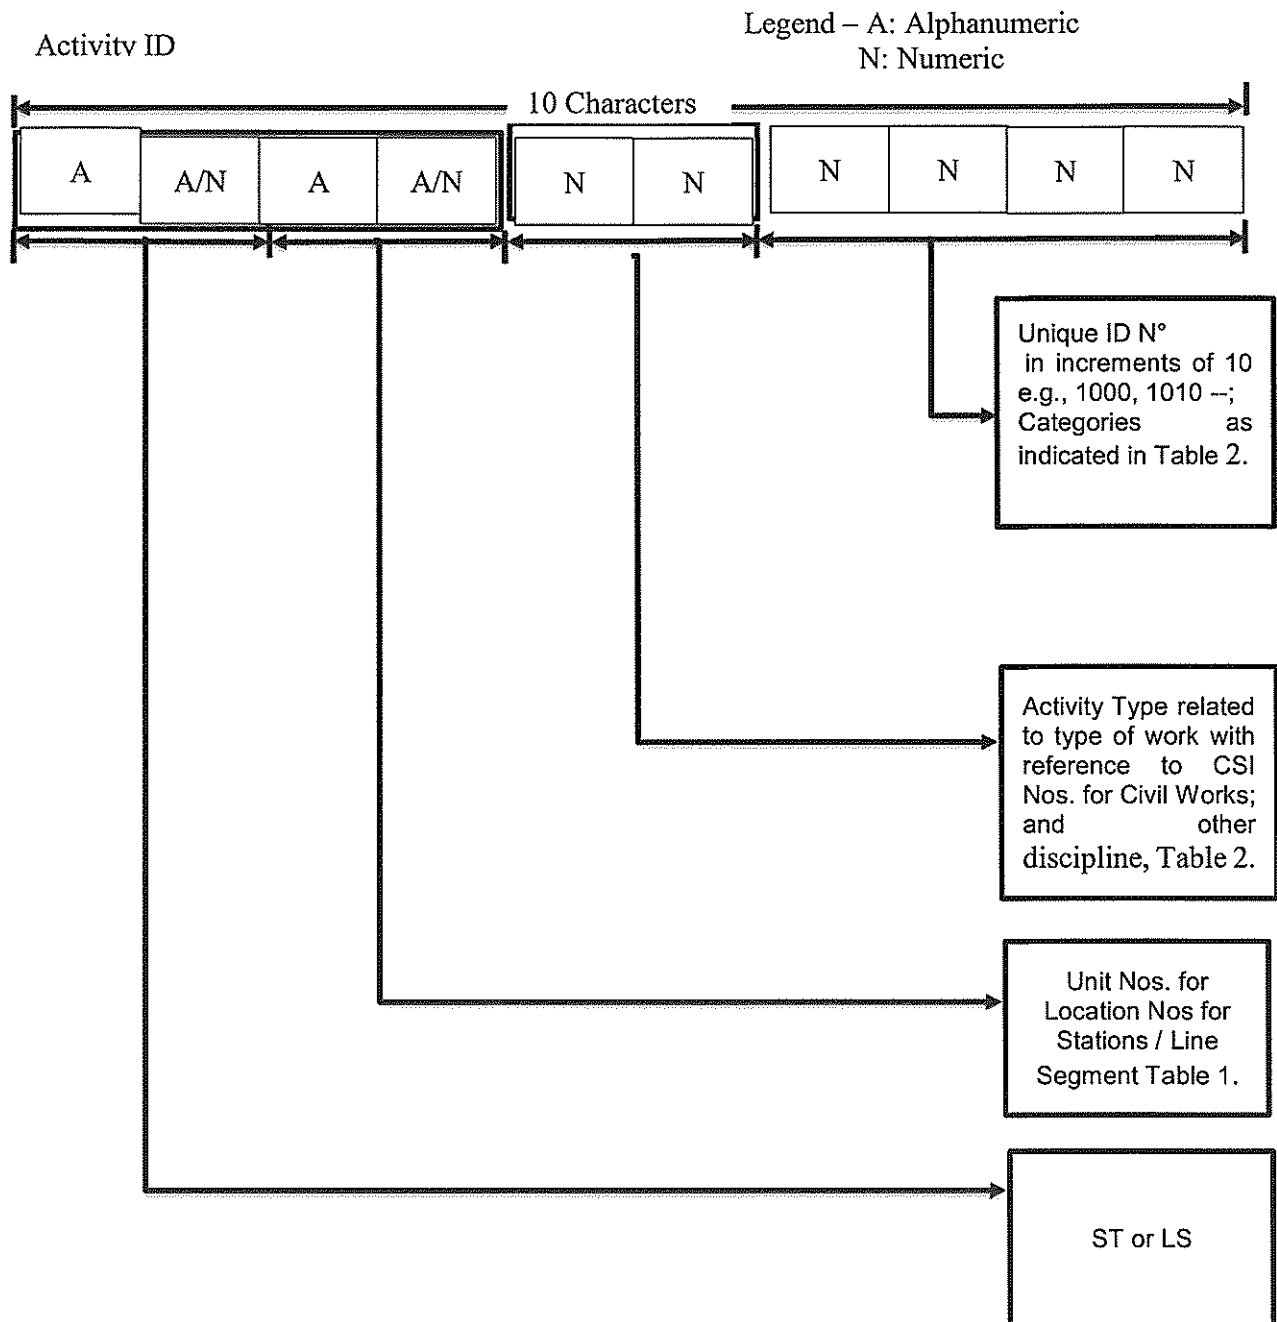 Activity ID
Legend – A: Alphanumeric
N: Numeric
10 Characters
A A/N A A/N N N N N N N
Unique ID N°
in increments of 10
e.g., 1000, 1010 --;
Categories as
indicated in Table 2.
Activity Type related
to type of work with
reference to CSI
Nos. for Civil Works;
and other
discipline, Table 2.
Unit Nos. for
Location Nos for
Stations / Line
Segment Table 1.
ST or LS